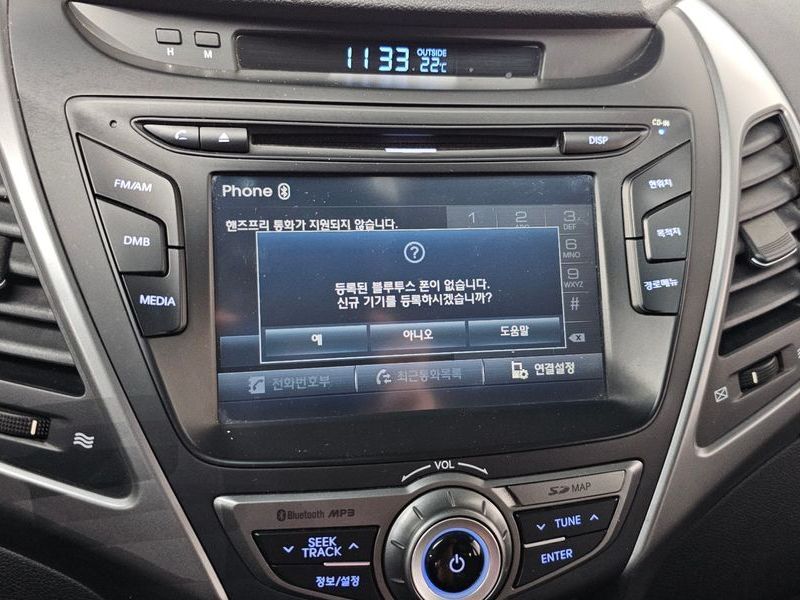 H M
11 33 OUTSIDE 22℃
DISP
CD-IN
FM/AM
DMB
MEDIA
현위치
목적지
경로메뉴
Phone
핸즈프리 통화가 지원되지 않습니다.
1 2 3
DEF
6
MNO
9
WXYZ
#
?
등록된 블루투스 폰이 없습니다.
신규 기기를 등록하시겠습니까?
예 아니오 도움말
전화번호부 최근통화목록 연결설정
VOL
Bluetooth MP3
SD MAP
SEEK
TRACK
TUNE
ENTER
정보/설정